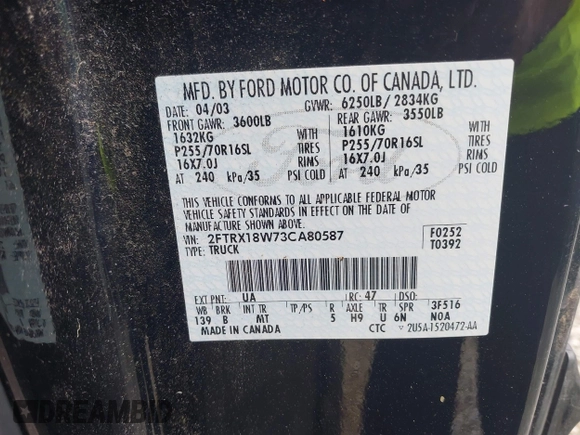 MFD. BY FORD MOTOR CO. OF CANADA, LTD.
DATE: 04/03 GVWR: 6250LB/ 2834KG
FRONT GAWR: 3600LB REAR GAWR: 3550LB
1632KG WITH 1610KG WITH
P255/70R16SL TIRES P255/70R16SL TIRES
16X7.0J RIMS 16X7.0J RIMS
AT 240 kPa/35 PSI COLD AT 240 kPa/35 PSI COLD
THIS VEHICLE CONFORMS TO ALL APPLICABLE FEDERAL MOTOR
VEHICLE SAFETY STANDARDS IN EFFECT ON THE DATE OF
MANUFACTURE SHOWN ABOVE.
VIN: 2FTRX18W73CA80587 F0252
TYPE: TRUCK T0392
EXT PNT: UA RC: 47 DSO:
WB BRK INT TR TP/PS R AXLE TR SPR 3F516
139 B MT 5 H9 U 6N NOA
MADE IN CANADA CTC 2U5A-1520472-AA
Ford
DREAMBID